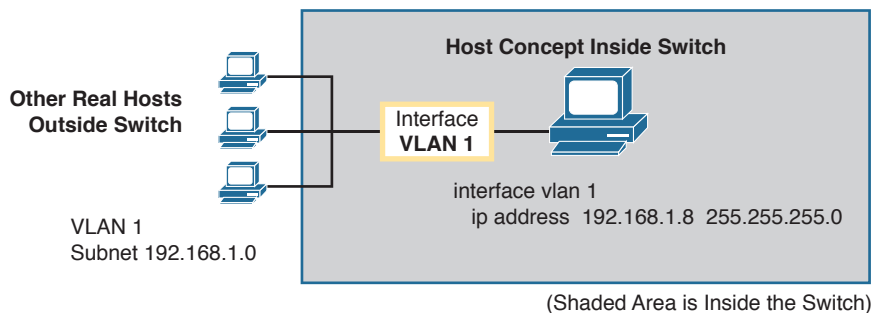 Host Concept Inside Switch
Other Real Hosts
Outside Switch
Interface
VLAN 1
interface vlan 1
ip address 192.168.1.8 255.255.255.0
VLAN 1
Subnet 192.168.1.0
(Shaded Area is Inside the Switch)